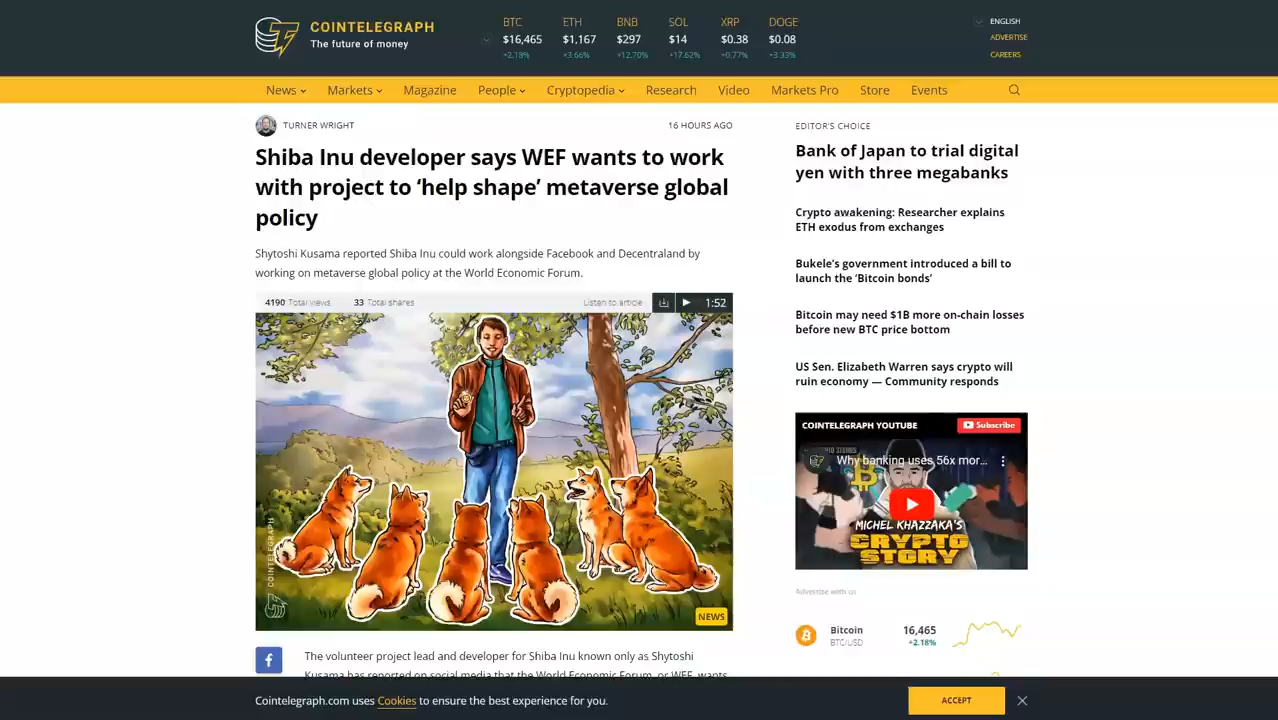 COINTELEGRAPH
The future of money
BTC
$16,465
+2.18%
ETH
$1,167
+3.66%
BNB
$297
+12.70%
SOL
$14
+17.62%
XRP
$0.38
+0.77%
DOGE
$0.08
+3.33%
ENGLISH
ADVERTISE
CAREERS
News Markets Magazine People Cryptopedia Research Video Markets Pro Store Events
TURNER WRIGHT 16 HOURS AGO
Shiba Inu developer says WEF wants to work
with project to ‘help shape’ metaverse global
policy
Shytoshi Kusama reported Shiba Inu could work alongside Facebook and Decentraland by
working on metaverse global policy at the World Economic Forum.
4190 Total views 33 Total shares Listen to article 1:52
COINTELEGRAPH
NEWS
The volunteer project lead and developer for Shiba Inu known only as Shytoshi
Kusama has reported on social media that the World Economic Forum, or WEF, wants
EDITOR'S CHOICE
Bank of Japan to trial digital
yen with three megabanks
Crypto awakening: Researcher explains
ETH exodus from exchanges
Bukele's government introduced a bill to
launch the ‘Bitcoin bonds’
Bitcoin may need $1B more on-chain losses
before new BTC price bottom
US Sen. Elizabeth Warren says crypto will
ruin economy — Community responds
COINTELEGRAPH YOUTUBE Subscribe
Why banking uses 56x mor...
MICHEL KHAZZAKA'S
CRYPTO
STORY
Advertise with us
Bitcoin 16,465
BTC/USD +2.18%
Cointelegraph.com uses Cookies to ensure the best experience for you.
ACCEPT